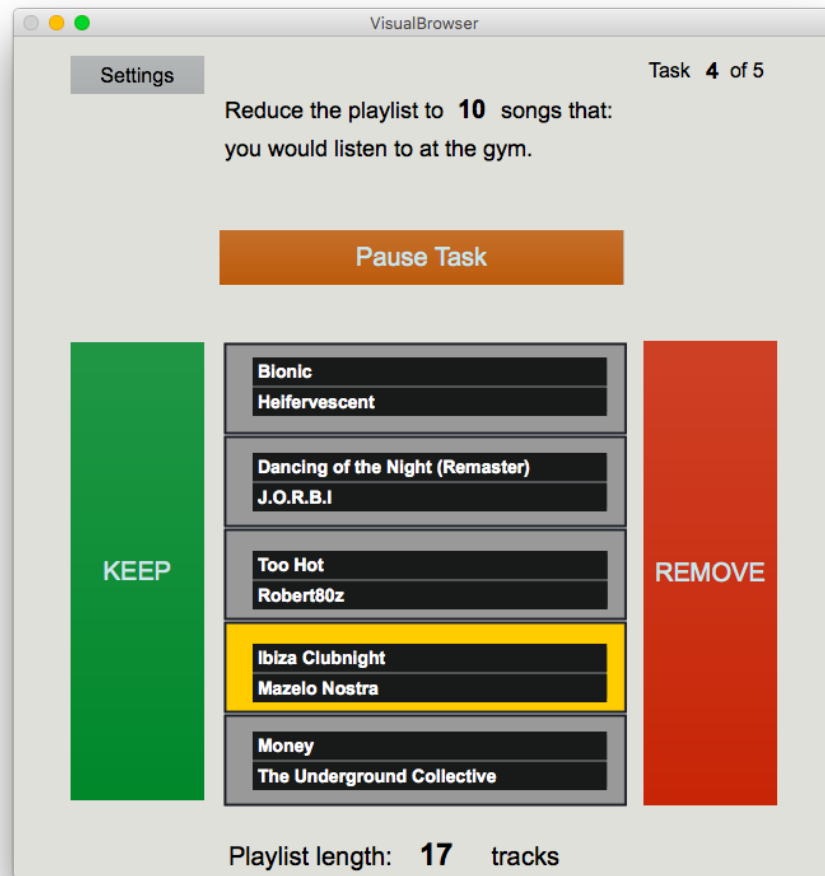 VisualBrowser
Settings
Task 4 of 5
Reduce the playlist to 10 songs that:
you would listen to at the gym.
Pause Task
KEEP
Bionic
Heifervescent
Dancing of the Night (Remaster)
J.O.R.B.I
Too Hot
Robert80z
Ibiza Clubnight
Mazelo Nostra
Money
The Underground Collective
REMOVE
Playlist length: 17 tracks